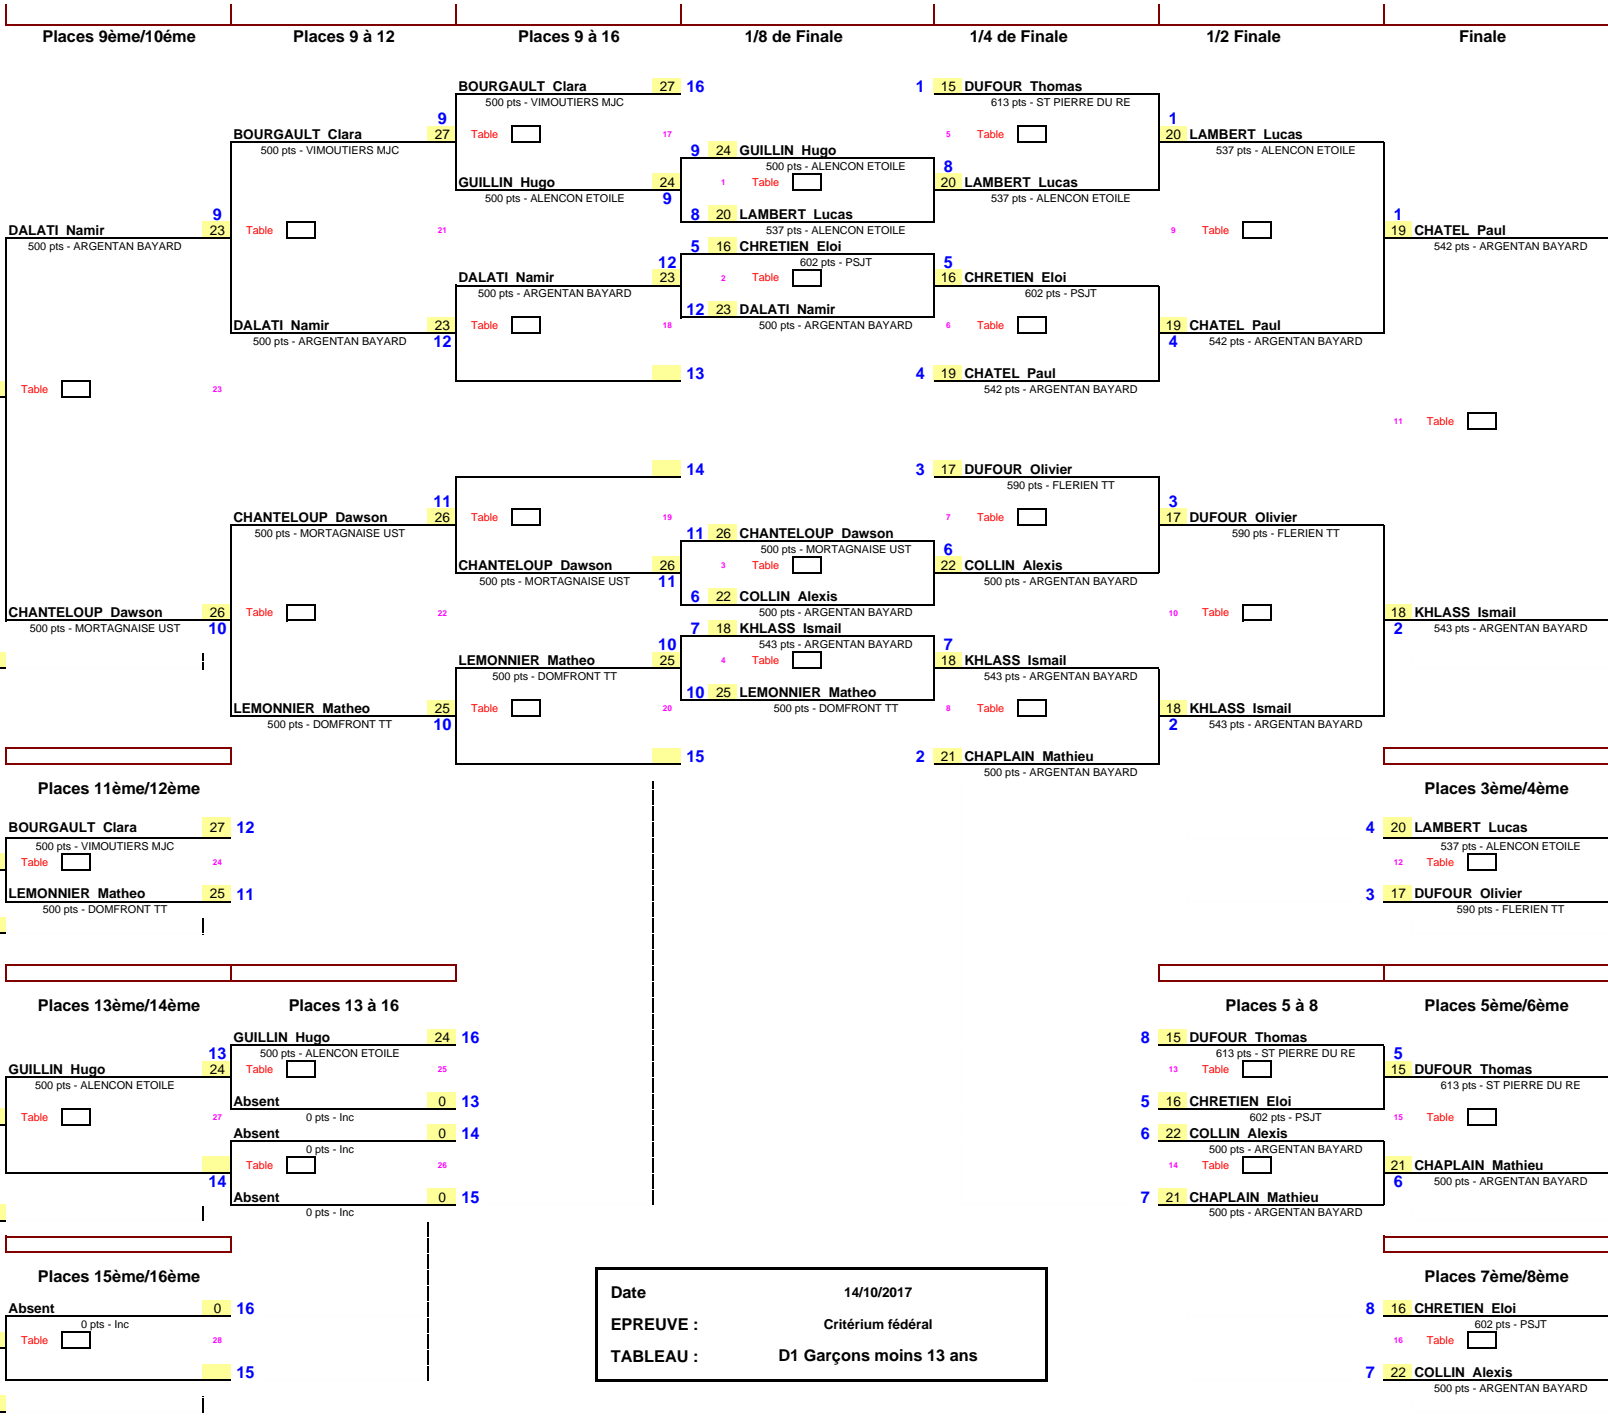 Places 9ème/10éme
Places 9 à 12
Places 9 à 16
1/8 de Finale
1/4 de Finale
1/2 Finale
Finale
BOURGAULT Clara 27 16
500 pts - VIMOUTIERS MJC
1 15 DUFOUR Thomas
613 pts - ST PIERRE DU RE
9
BOURGAULT Clara 27
500 pts - VIMOUTIERS MJC
Table 17
5 Table
1
20 LAMBERT Lucas
537 pts - ALENCON ETOILE
9 24 GUILLIN Hugo
500 pts - ALENCON ETOILE
GUILLIN Hugo 24
500 pts - ALENCON ETOILE
9
1 Table
8
20 LAMBERT Lucas
537 pts - ALENCON ETOILE
8 20 LAMBERT Lucas
537 pts - ALENCON ETOILE
9
DALATI Namir 23
500 pts - ARGENTAN BAYARD
Table 21
9 Table
1
19 CHATEL Paul
542 pts - ARGENTAN BAYARD
5 16 CHRETIEN Eloi
602 pts - PSJT
12
DALATI Namir 23
500 pts - ARGENTAN BAYARD
2 Table
5
16 CHRETIEN Eloi
602 pts - PSJT
12 23 DALATI Namir
500 pts - ARGENTAN BAYARD
DALATI Namir 23
500 pts - ARGENTAN BAYARD
12
Table 18
6 Table
19 CHATEL Paul
4
542 pts - ARGENTAN BAYARD
13
4 19 CHATEL Paul
542 pts - ARGENTAN BAYARD
Table 23
11 Table
14
3 17 DUFOUR Olivier
590 pts - FLERIEN TT
11
CHANTELOUP Dawson 26
500 pts - MORTAGNAISE UST
Table 19
7 Table
3
17 DUFOUR Olivier
590 pts - FLERIEN TT
11 26 CHANTELOUP Dawson
500 pts - MORTAGNAISE UST
CHANTELOUP Dawson 26
500 pts - MORTAGNAISE UST
11
3 Table
6
22 COLLIN Alexis
500 pts - ARGENTAN BAYARD
6 22 COLLIN Alexis
500 pts - ARGENTAN BAYARD
CHANTELOUP Dawson 26
500 pts - MORTAGNAISE UST
10
Table 22
10 Table
18 KHLASS Ismail
2
543 pts - ARGENTAN BAYARD
7 18 KHLASS Ismail
543 pts - ARGENTAN BAYARD
10
LEMONNIER Matheo 25
500 pts - DOMFRONT TT
4 Table
7
18 KHLASS Ismail
543 pts - ARGENTAN BAYARD
10 25 LEMONNIER Matheo
500 pts - DOMFRONT TT
LEMONNIER Matheo 25
500 pts - DOMFRONT TT
10
Table 20
8 Table
18 KHLASS Ismail
2
543 pts - ARGENTAN BAYARD
15
2 21 CHAPLAIN Mathieu
500 pts - ARGENTAN BAYARD
Places 11ème/12ème
Places 3ème/4ème
BOURGAULT Clara 27 12
500 pts - VIMOUTIERS MJC
Table 24
LEMONNIER Matheo 25 11
500 pts - DOMFRONT TT
4 20 LAMBERT Lucas
537 pts - ALENCON ETOILE
12 Table
3 17 DUFOUR Olivier
590 pts - FLERIEN TT
Places 13ème/14ème
Places 13 à 16
Places 5 à 8
Places 5ème/6ème
GUILLIN Hugo 24 16
500 pts - ALENCON ETOILE
13
GUILLIN Hugo 24
500 pts - ALENCON ETOILE
Table 25
Absent 0 13
0 pts - Inc
Table 27
Absent 0 14
0 pts - Inc
Table 26
14
Absent 0 15
0 pts - Inc
8 15 DUFOUR Thomas
613 pts - ST PIERRE DU RE
13 Table
5
15 DUFOUR Thomas
613 pts - ST PIERRE DU RE
5 16 CHRETIEN Eloi
602 pts - PSJT
15 Table
6 22 COLLIN Alexis
500 pts - ARGENTAN BAYARD
14 Table
21 CHAPLAIN Mathieu
6
500 pts - ARGENTAN BAYARD
7 21 CHAPLAIN Mathieu
500 pts - ARGENTAN BAYARD
Places 15ème/16ème
Places 7ème/8ème
Absent 0 16
0 pts - Inc
Table 28
15
Date 14/10/2017
EPREUVE : Critérium fédéral
TABLEAU : D1 Garçons moins 13 ans
8 16 CHRETIEN Eloi
602 pts - PSJT
16 Table
7 22 COLLIN Alexis
500 pts - ARGENTAN BAYARD